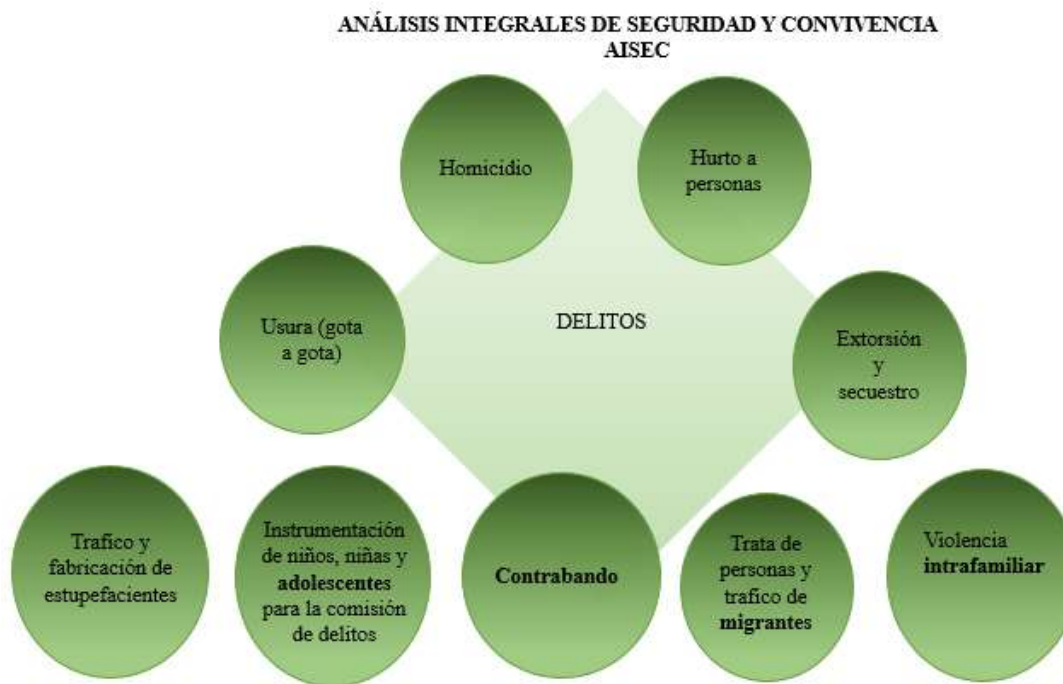 ANÁLISIS INTEGRALES DE SEGURIDAD Y CONVIVENCIA
AISEC
Homicidio
Hurto a
personas
Usura (gota
a gota)
DELITOS
Extorsión
y
secuestro
Trafico y
fabricación de
estupefacientes
Instrumentación
de niños, niñas y
adolescentes
para la comisión
de delitos
Contrabando
Trata de
personas y
trafico de
migrantes
Violencia
intrafamiliar